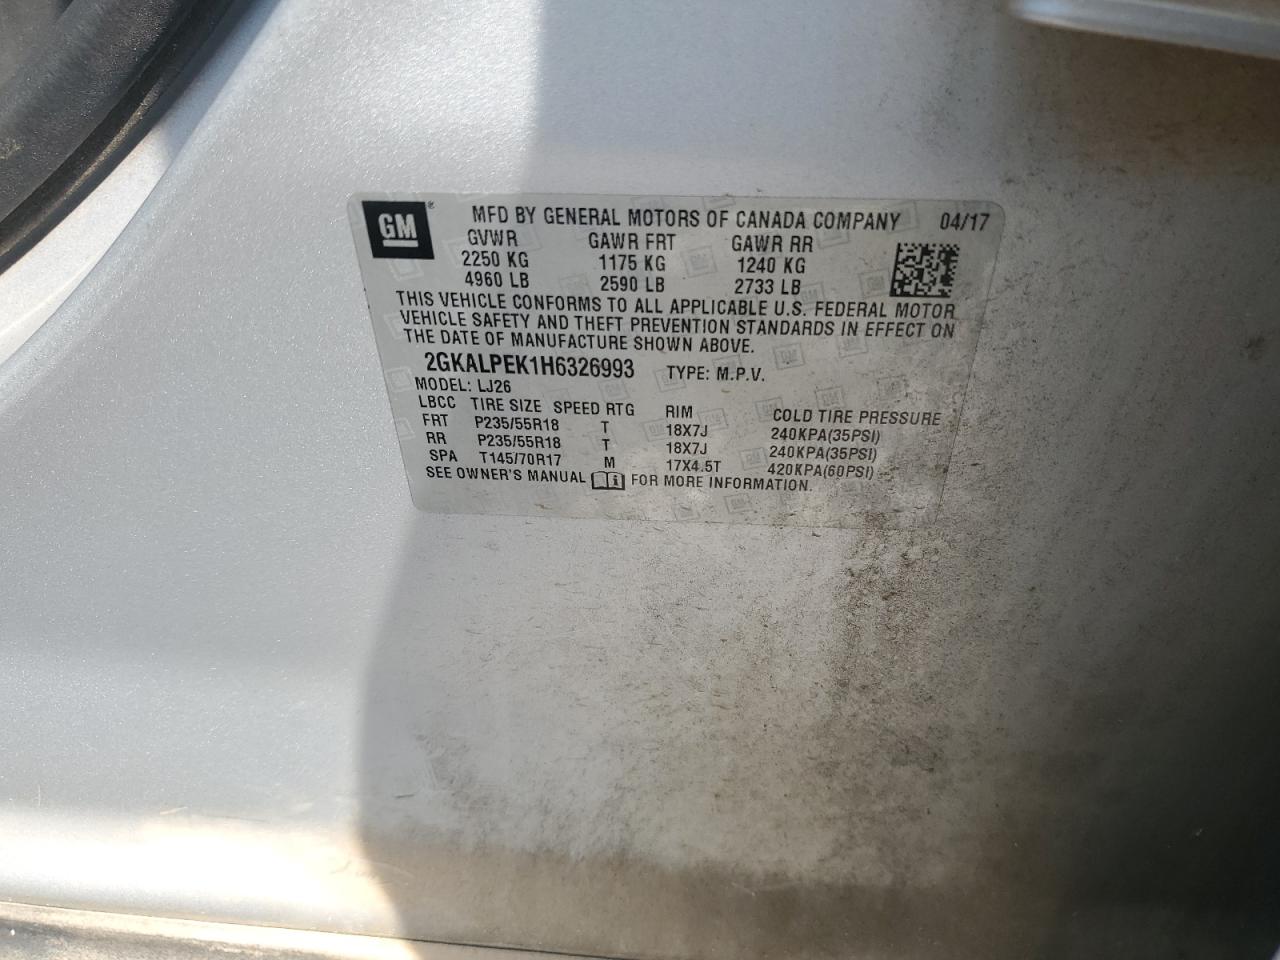 GM ® MFD BY GENERAL MOTORS OF CANADA COMPANY 04/17
GVWR GAWR FRT GAWR RR
2250 KG 1175 KG 1240 KG
4960 LB 2590 LB 2733 LB
THIS VEHICLE CONFORMS TO ALL APPLICABLE U.S. FEDERAL MOTOR
VEHICLE SAFETY AND THEFT PREVENTION STANDARDS IN EFFECT ON
THE DATE OF MANUFACTURE SHOWN ABOVE.
2GKALPEK1H6326993 TYPE: M.P.V.
MODEL: LJ26
LBCC TIRE SIZE SPEED RTG RIM COLD TIRE PRESSURE
FRT P235/55R18 T 18X7J 240KPA(35PSI)
RR P235/55R18 T 18X7J 240KPA(35PSI)
SPA T145/70R17 M 17X4.5T 420KPA(60PSI)
SEE OWNER'S MANUAL FOR MORE INFORMATION.